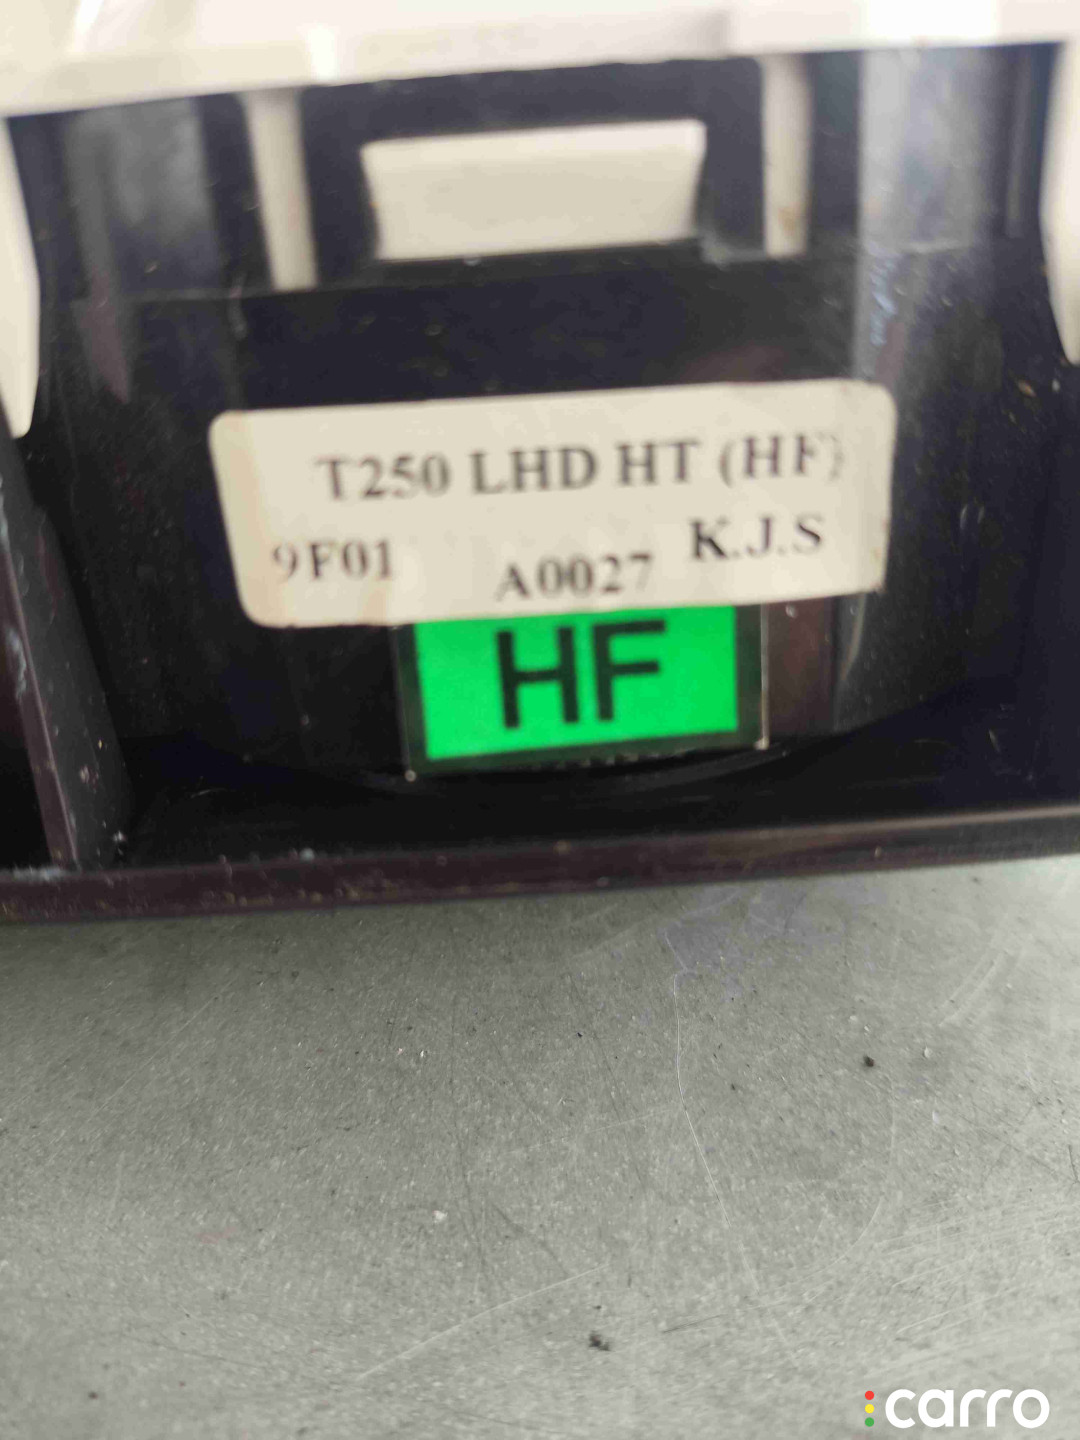 T250 LHD HT (HF)
9F01 A0027 K.J.S
HF
carro